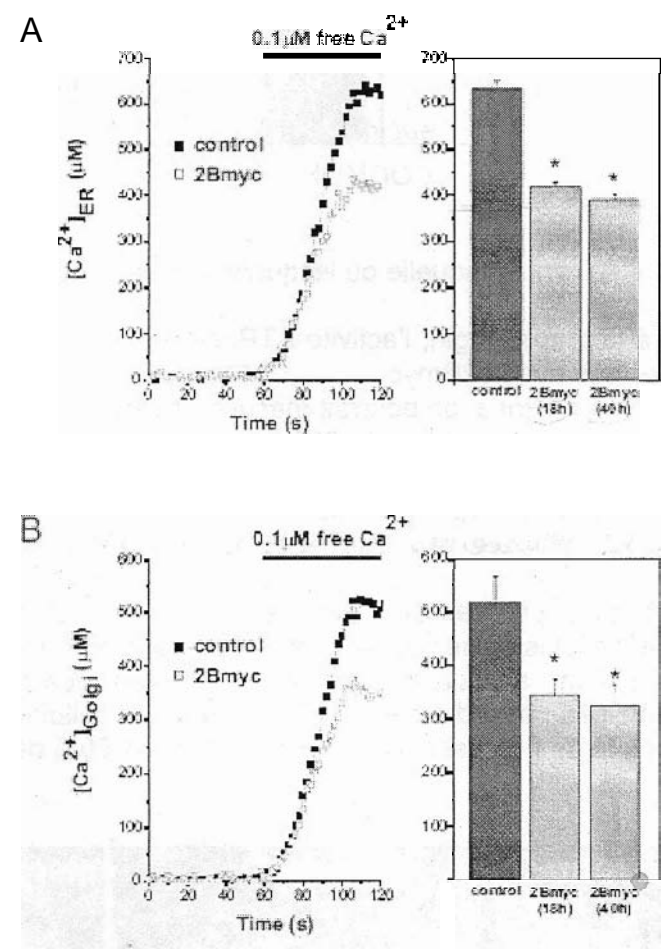 A
0.1μM free Ca2+
700
600
500
400
300
200
100
0
[Ca2+]ER (μM)
control
2Bmyc
0 20 40 60 80 100 120
Time (s)
700
600
500
400
300
200
100
0
*
*
control
2Bmyc
(18h)
2Bmyc
(40h)
B
0.1μM free Ca2+
600
500
400
300
200
100
0
[Ca2+]Golgi (μM)
control
2Bmyc
0 20 40 60 80 100 120
Time (s)
600
500
400
300
200
100
*
*
control
2Bmyc
(18h)
2Bmyc
(40h)